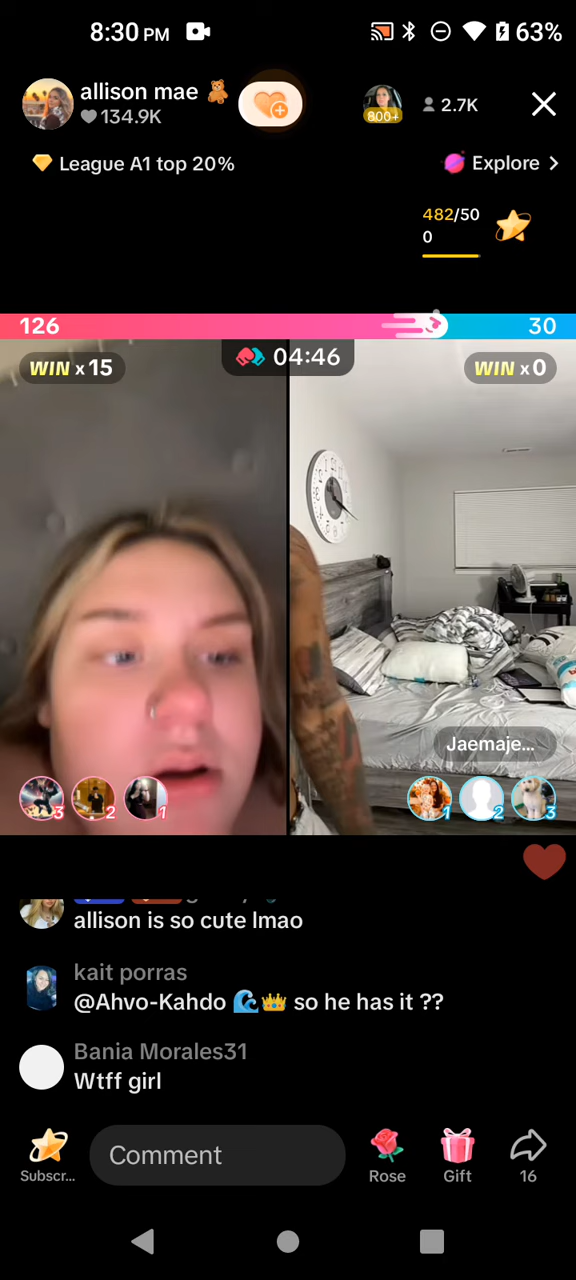 8:30 PM 63%
allison mae 🧸
134.9K
800+
2.7K
League A1 top 20%
Explore >
482/50
0
126
30
WIN x 15
04:46
WIN x 0
Jaemaje...
3 2 1
1 2 3
allison is so cute lmao
kait porras
@Ahvo-Kahdo 🌊👑 so he has it ??
Bania Morales31
Wtff girl
Subscr...
Comment
Rose
Gift
16